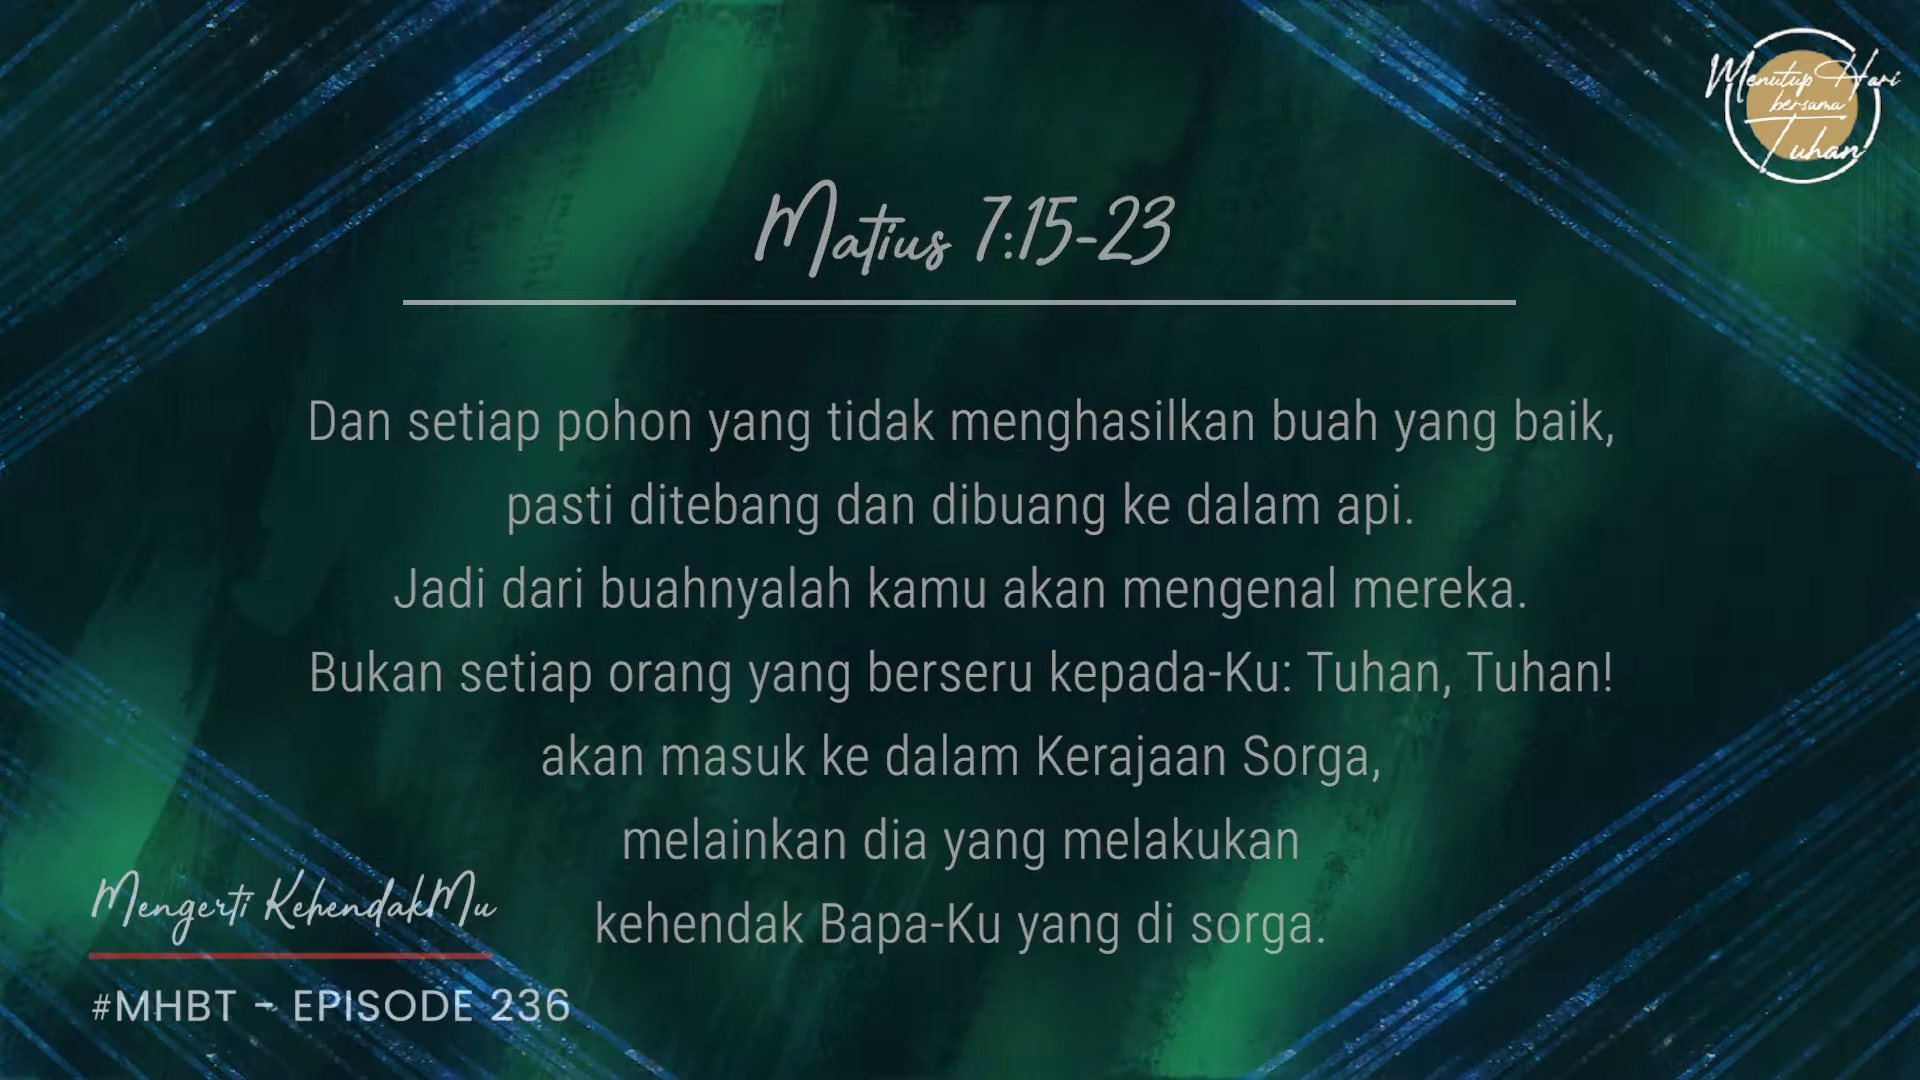 Menutup Hari
bersama
Tuhan
Matius 7:15-23
Dan setiap pohon yang tidak menghasilkan buah yang baik,
pasti ditebang dan dibuang ke dalam api.
Jadi dari buahnyalah kamu akan mengenal mereka.
Bukan setiap orang yang berseru kepada-Ku: Tuhan, Tuhan!
akan masuk ke dalam Kerajaan Sorga,
melainkan dia yang melakukan
kehendak Bapa-Ku yang di sorga.
Mengerti KehendakMu
#MHBT - EPISODE 236